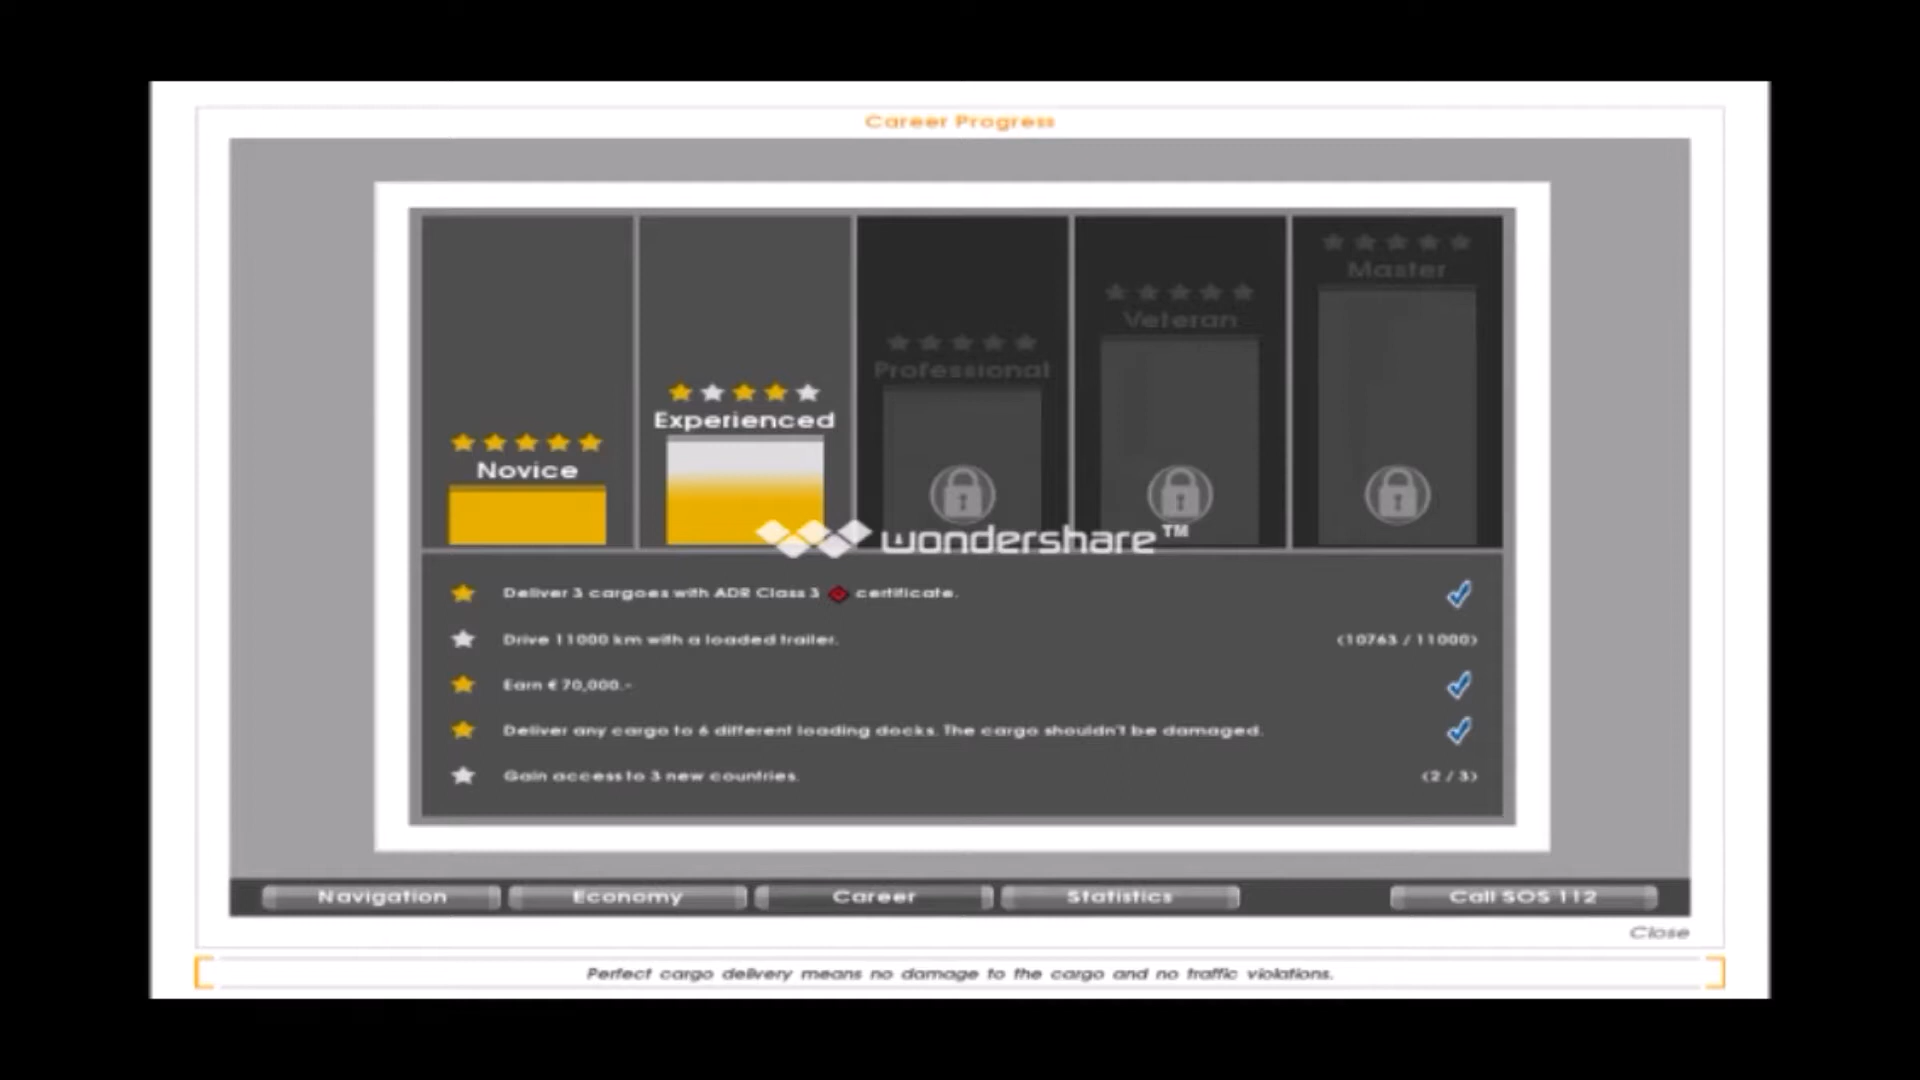 Career Progress
Master
Veteran
Professional
Experienced
Novice
wondershare™
Deliver 3 cargoes with ADR Class 3 certificate.
Drive 11000 km with a loaded trailer. (10763 / 11000)
Earn € 70,000.-
Deliver any cargo to 6 different loading docks. The cargo shouldn't be damaged.
Gain access to 3 new countries. (2 / 3)
Navigation Economy Career Statistics Call SOS 112
Close
Perfect cargo delivery means no damage to the cargo and no traffic violations.